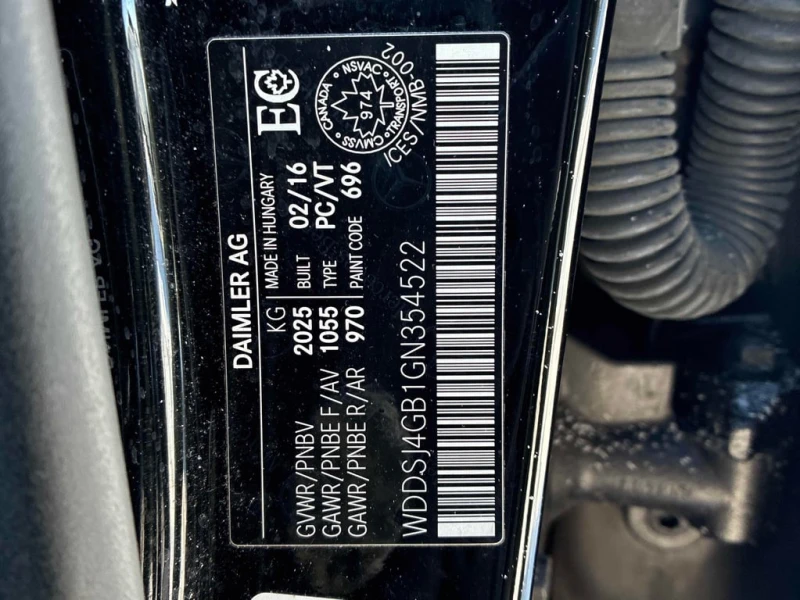 DAIMLER AG
KG MADE IN HUNGARY
GVWR/PNBV 2025 BUILT 02/16
GAWR/PNBE F/AV 1055 TYPE PC/VT
GAWR/PNBE R/AR 970 PAINT CODE 696
EC
CANADA NSVAC
974
CMVSS TRANSPORT
ICES/NMB-002
WDDSJ4GB1GN354522